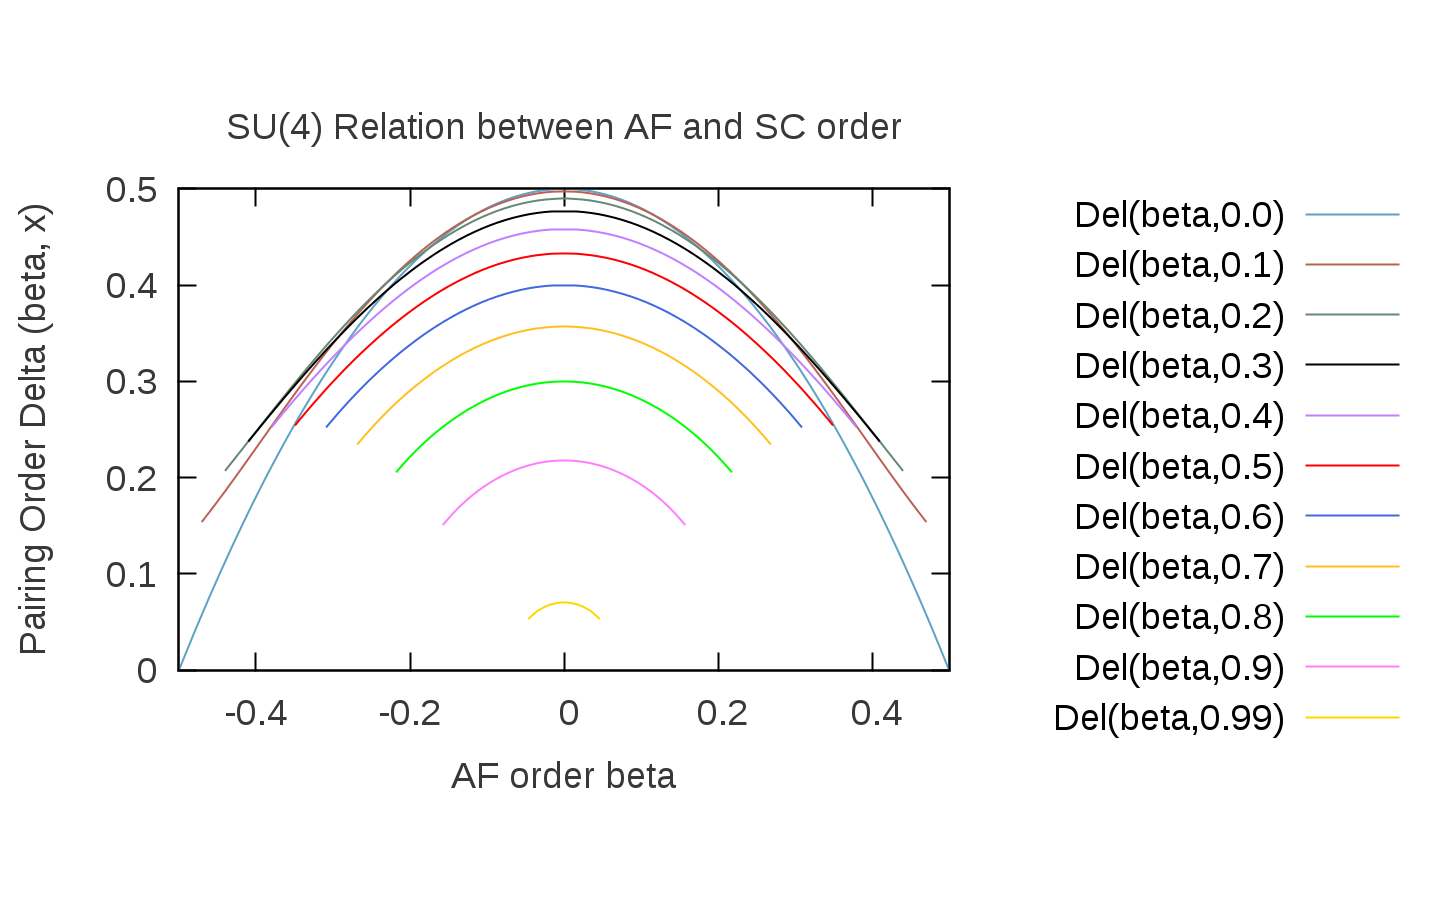 SU(4) Relation between AF and SC order
Pairing Order Delta (beta, x)
0.5
0.4
0.3
0.2
0.1
0
-0.4
-0.2
0
0.2
0.4
AF order beta
Del(beta,0.0)
Del(beta,0.1)
Del(beta,0.2)
Del(beta,0.3)
Del(beta,0.4)
Del(beta,0.5)
Del(beta,0.6)
Del(beta,0.7)
Del(beta,0.8)
Del(beta,0.9)
Del(beta,0.99)